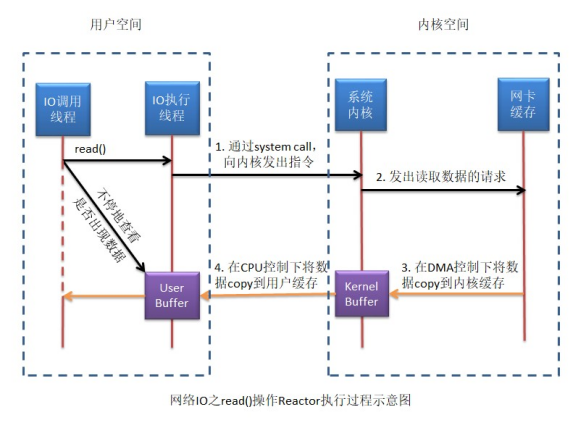 用户空间
内核空间
IO调用
线程
IO执行
线程
系统
内核
网卡
缓存
read()
1. 通过system call，
向内核发出指令
2. 发出读取数据的请求
不停地查看
是否出现数据
4. 在CPU控制下将数
据copy到用户缓存
3. 在DMA控制下将数
据copy到内核缓存
User
Buffer
Kernel
Buffer
网络IO之read()操作Reactor执行过程示意图